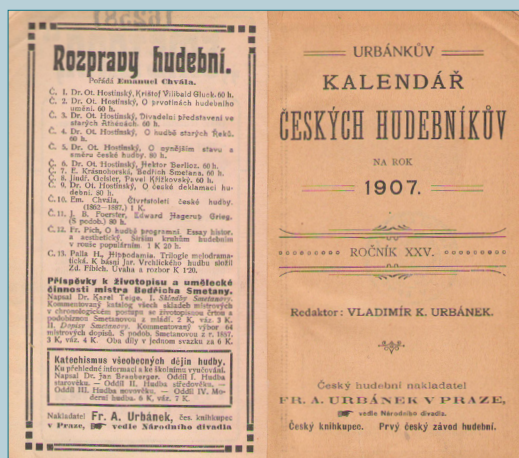 Rozpravy hudební.
Pořádá Emanuel Chvála.
Č. 1. Dr. Ot. Hostinský, Krištof Vilibald Gluck. 60 h.
Č. 2. Dr. Ot. Hostinský, O prvotinách hudebního
umění. 60 h.
Č. 3. Dr. Ot. Hostinský, Divadelní představení ve
starých Athénách. 60 h.
Č. 4. Dr. Ot. Hostinský, O hudbě starých Řeků.
60 h.
Č. 5. Dr. Ot. Hostinský, O nynějším stavu a
směru české hudby. 80 h.
Č. 6. Dr. Ot. Hostinský, Hektor Berlioz. 60 h.
Č. 7. E. Krásnohorská, Bedřich Smetana. 60 h.
Č. 8. Jindř. Geisler, Pavel Křížkovský. 60 h.
Č. 9. Dr. Ot. Hostinský, O české deklamaci hu-
dební. 80 h.
Č. 10. Em. Chvála, Čtvrtstoletí české hudby.
(1862—1887.) 1 K.
Č. 11. J. B. Foerster, Edward Hagerup Grieg.
(S podob.) 80 h.
Č. 12. Fr. Pich, O hudbě programní. Essay histor.
a aesthetický. Širším kruhům hudebním
v rouše populárním 1 K 20 h.
Č. 13. Palla H., Hippodamia. Trilogie melodrama-
tická. K básni Jar. Vrchlického hudbu složil
Zd. Fibich. Úvaha a rozbor K 1·20.
Příspěvky k životopisu a umělecké
činnosti mistra Bedřicha Smetany.
Napsal Dr. Karel Teige. I. Skladby Smetanovy.
Kommentovaný katalog všech skladeb mistrových
v chronologickém postupu se životopisnou črtou a
podobiznou Smetanovou z mládí. 2 K, váz. 3 K.
II. Dopisy Smetanovy. Kommentovaný výbor 64
mistrových dopisů. S podob. Smetanovou z r. 1887.
3 K, váz. 4 K. Oba díly v jednom svazku za 6 K.
Katechismus všeobecných dějin hudby.
Ku přehledné informaci a ke školnímu vyučování.
Napsal Dr. Jar. Branberger. Oddíl I. Hudba
starověku. — Oddíl II. Hudba středověku. —
Oddíl III. Hudba novověku. — Oddíl IV. Mo-
derní hudba. 6 K, váz. 7 K.
Nakladatel Fr. A. Urbánek, čes. knihkupec
v Praze, vedle Národního divadla
URBÁNKŮV
KALENDÁŘ
ČESKÝCH HUDEBNÍKŮV
NA ROK
1907.
ROČNÍK XXV.
Redaktor: VLADIMÍR K. URBÁNEK.
Český hudební nakladatel
FR. A. URBÁNEK V PRAZE,
vedle Národního divadla.
Český knihkupec. Prvý český závod hudební.